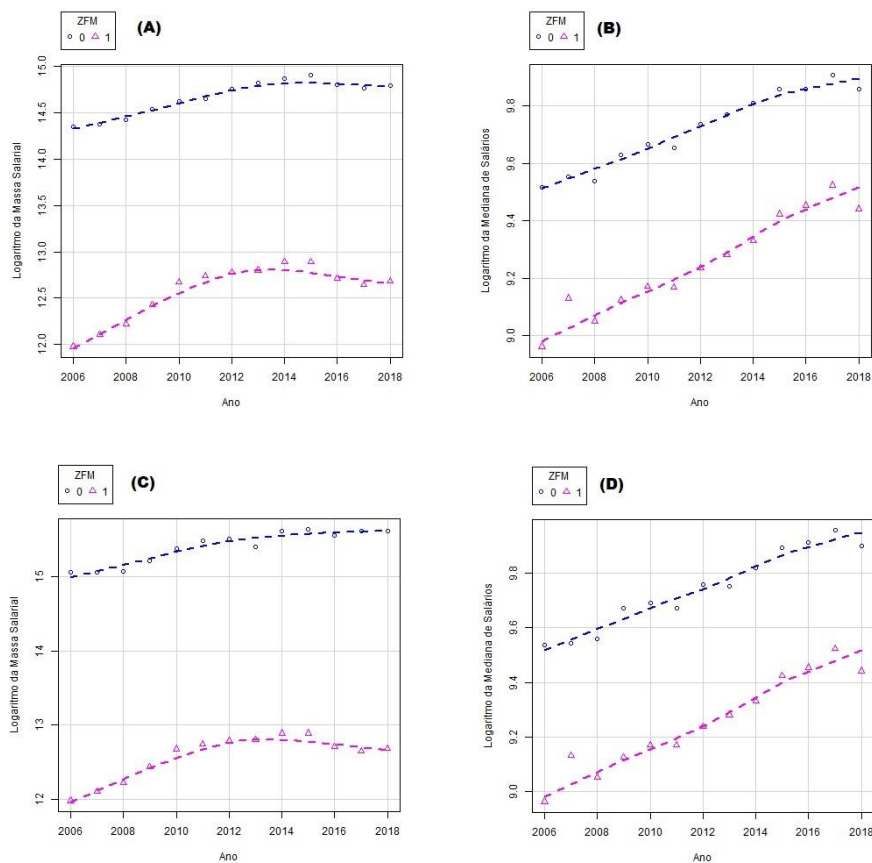 ZFM
0 1
(A)
Logaritmo da Massa Salarial
12.0 12.5 13.0 13.5 14.0 14.5 15.0
2006 2008 2010 2012 2014 2016 2018
Ano
ZFM
0 1
(B)
Logaritmo da Mediana de Salários
9.0 9.2 9.4 9.6 9.8
2006 2008 2010 2012 2014 2016 2018
Ano
ZFM
0 1
(C)
Logaritmo da Massa Salarial
12 13 14 15
2006 2008 2010 2012 2014 2016 2018
Ano
ZFM
0 1
(D)
Logaritmo da Mediana de Salários
9.0 9.2 9.4 9.6 9.8
2006 2008 2010 2012 2014 2016 2018
Ano